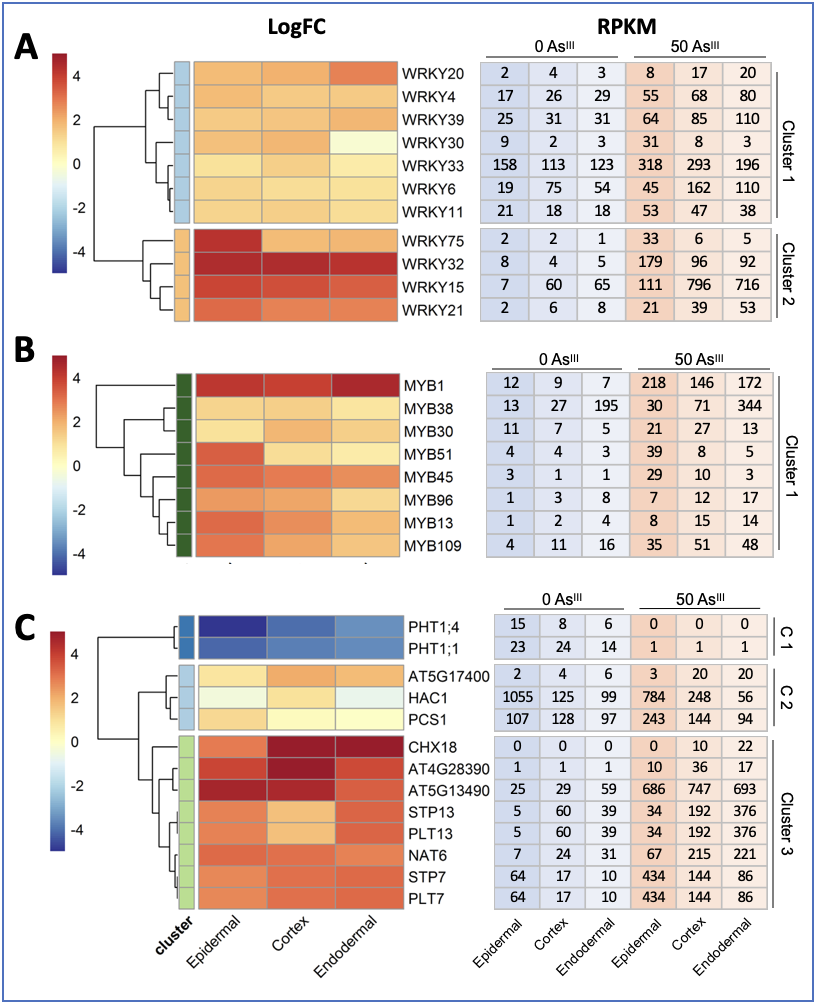 LogFC RPKM
A
0 Asᴵᴵᴵ 50 Asᴵᴵᴵ
4
2
0
-2
-4
WRKY20 2 4 3 8 17 20
WRKY4 17 26 29 55 68 80
WRKY39 25 31 31 64 85 110
WRKY30 9 2 3 31 8 3
WRKY33 158 113 123 318 293 196
WRKY6 19 75 54 45 162 110
WRKY11 21 18 18 53 47 38
Cluster 1
WRKY75 2 2 1 33 6 5
WRKY32 8 4 5 179 96 92
WRKY15 7 60 65 111 796 716
WRKY21 2 6 8 21 39 53
Cluster 2
B
0 Asᴵᴵᴵ 50 Asᴵᴵᴵ
4
2
0
-2
-4
MYB1 12 9 7 218 146 172
MYB38 13 27 195 30 71 344
MYB30 11 7 5 21 27 13
MYB51 4 4 3 39 8 5
MYB45 3 1 1 29 10 3
MYB96 1 3 8 7 12 17
MYB13 1 2 4 8 15 14
MYB109 4 11 16 35 51 48
Cluster 1
C
0 Asᴵᴵᴵ 50 Asᴵᴵᴵ
4
2
0
-2
-4
PHT1;4 15 8 6 0 0 0
PHT1;1 23 24 14 1 1 1
C 1
AT5G17400 2 4 6 3 20 20
HAC1 1055 125 99 784 248 56
PCS1 107 128 97 243 144 94
C 2
CHX18 0 0 0 0 10 22
AT4G28390 1 1 1 10 36 17
AT5G13490 25 29 59 686 747 693
STP13 5 60 39 34 192 376
PLT13 5 60 39 34 192 376
NAT6 7 24 31 67 215 221
STP7 64 17 10 434 144 86
PLT7 64 17 10 434 144 86
Cluster 3
cluster Epidermal Cortex Endodermal Epidermal Cortex Endodermal Epidermal Cortex Endodermal